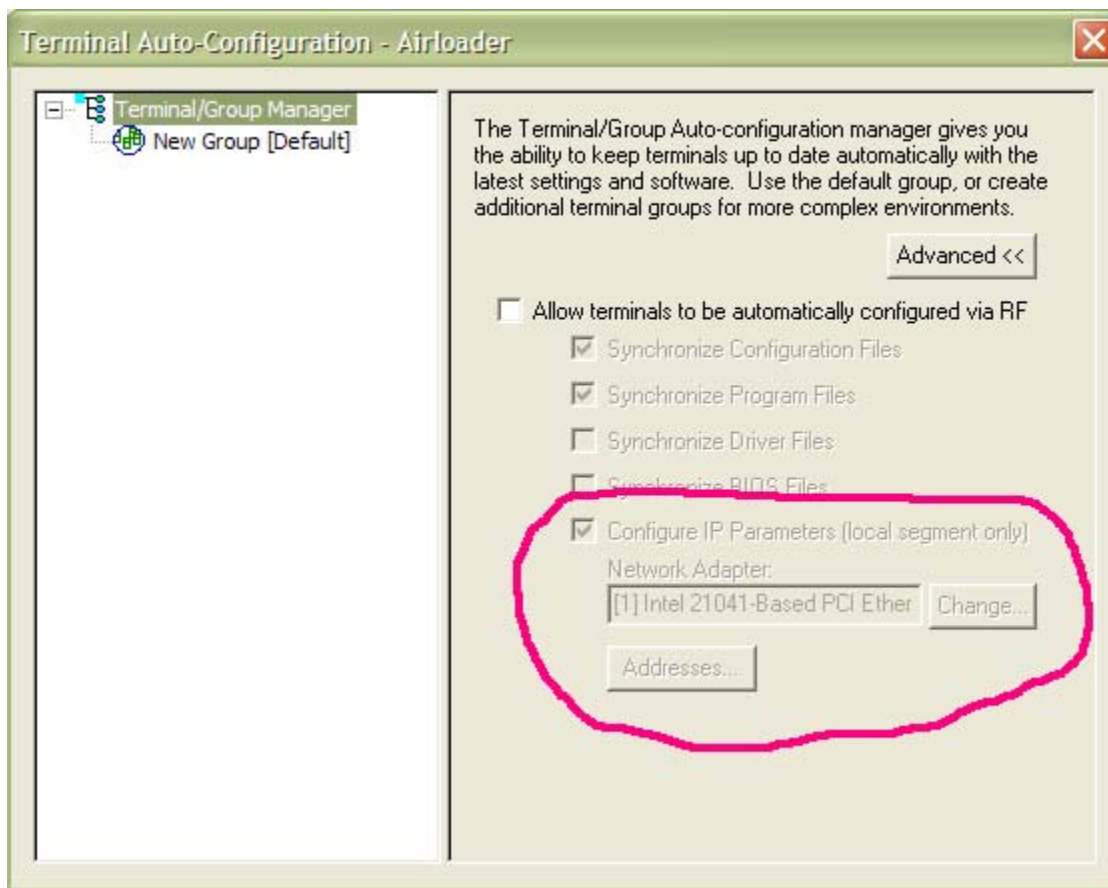 Terminal Auto-Configuration - Airloader
Terminal/Group Manager
New Group [Default]
The Terminal/Group Auto-configuration manager gives you
the ability to keep terminals up to date automatically with the
latest settings and software. Use the default group, or create
additional terminal groups for more complex environments.
Advanced <<
Allow terminals to be automatically configured via RF
Synchronize Configuration Files
Synchronize Program Files
Synchronize Driver Files
Synchronize BIOS Files
Configure IP Parameters (local segment only)
Network Adapter:
[1] Intel 21041-Based PCI Ether
Change...
Addresses...